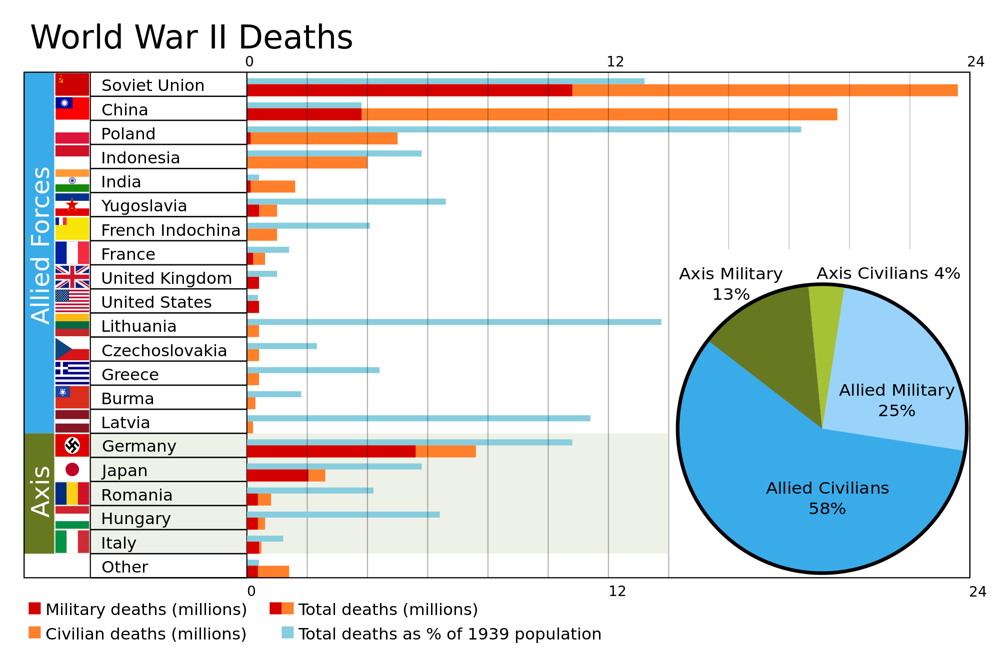 World War II Deaths
0 12 24
Allied Forces
Soviet Union
China
Poland
Indonesia
India
Yugoslavia
French Indochina
France
United Kingdom
United States
Lithuania
Czechoslovakia
Greece
Burma
Latvia
Axis
Germany
Japan
Romania
Hungary
Italy
Other
Axis Military
13%
Axis Civilians 4%
Allied Military
25%
Allied Civilians
58%
0 12 24
Military deaths (millions)
Total deaths (millions)
Civilian deaths (millions)
Total deaths as % of 1939 population